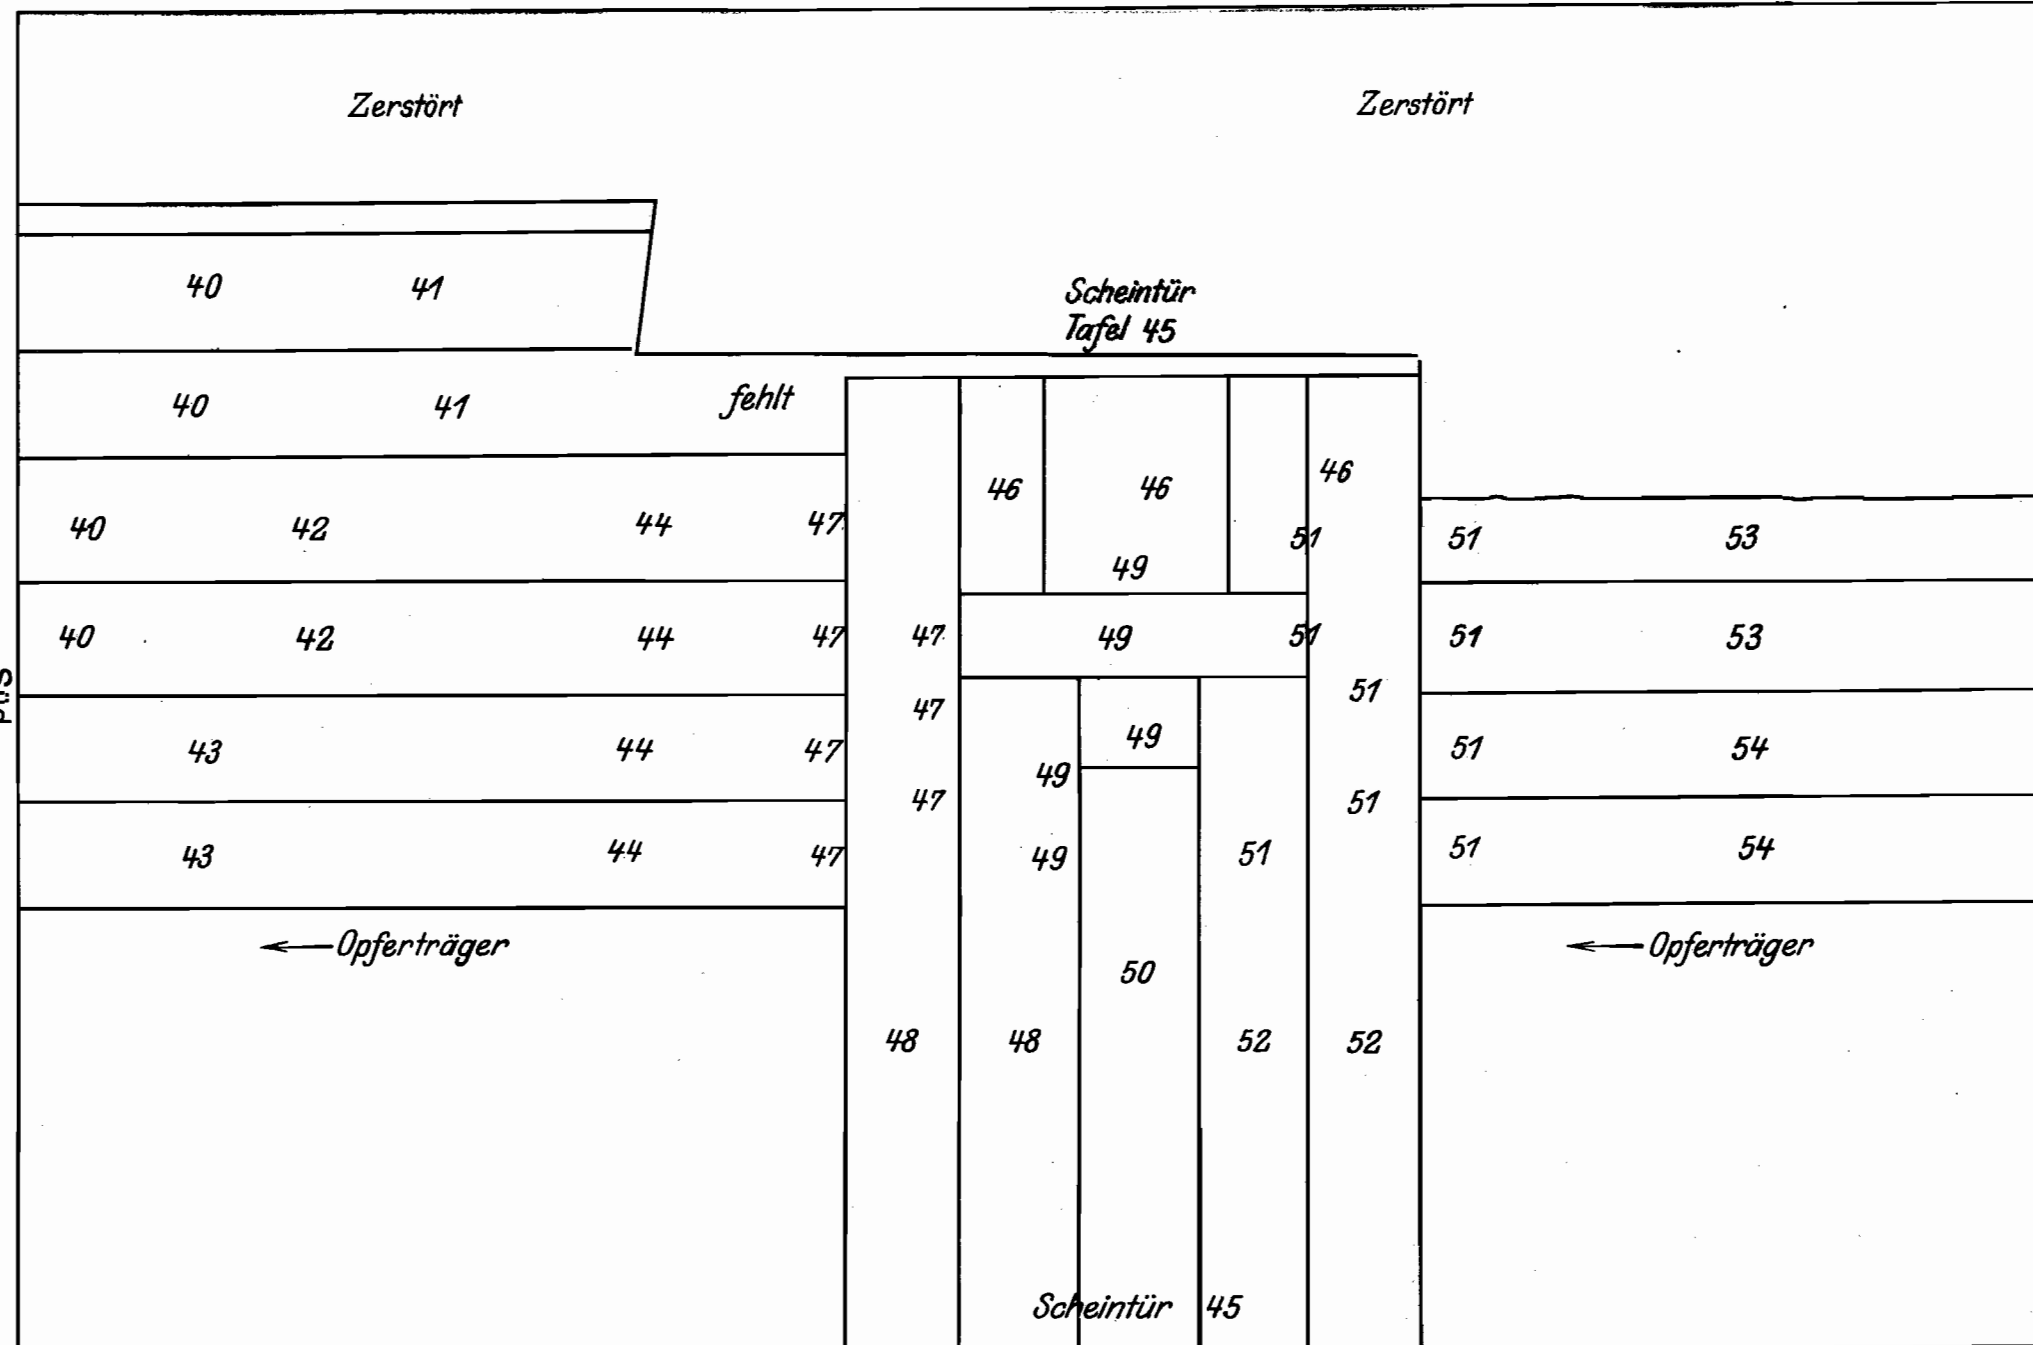 Zerstört Zerstört
40 41
Scheintür
Tafel 45
40 41 fehlt
46 46 46
40 42 44 47 51 51 53
49
40 42 44 47 47 49 51 51 53
51
47
43 44 47 49 51 54
49
47 51
43 44 47 49 51 51 54
← Opferträger ← Opferträger
50
48 48 52 52
Scheintür 45